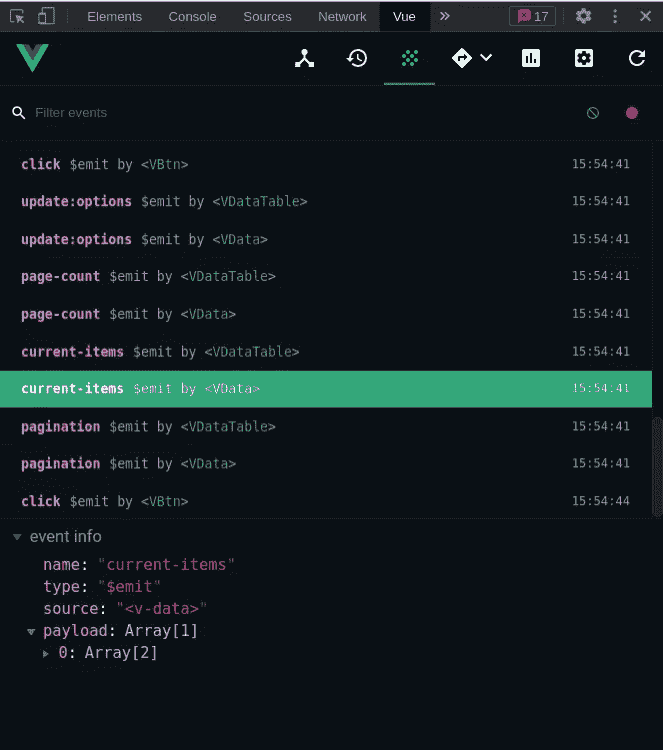 Elements Console Sources Network Vue » 17
Filter events
click $emit by <VBtn> 15:54:41
update:options $emit by <VDataTable> 15:54:41
update:options $emit by <VData> 15:54:41
page-count $emit by <VDataTable> 15:54:41
page-count $emit by <VData> 15:54:41
current-items $emit by <VDataTable> 15:54:41
current-items $emit by <VData> 15:54:41
pagination $emit by <VDataTable> 15:54:41
pagination $emit by <VData> 15:54:41
click $emit by <VBtn> 15:54:44
event info
name: "current-items"
type: "$emit"
source: "<v-data>"
payload: Array[1]
0: Array[2]